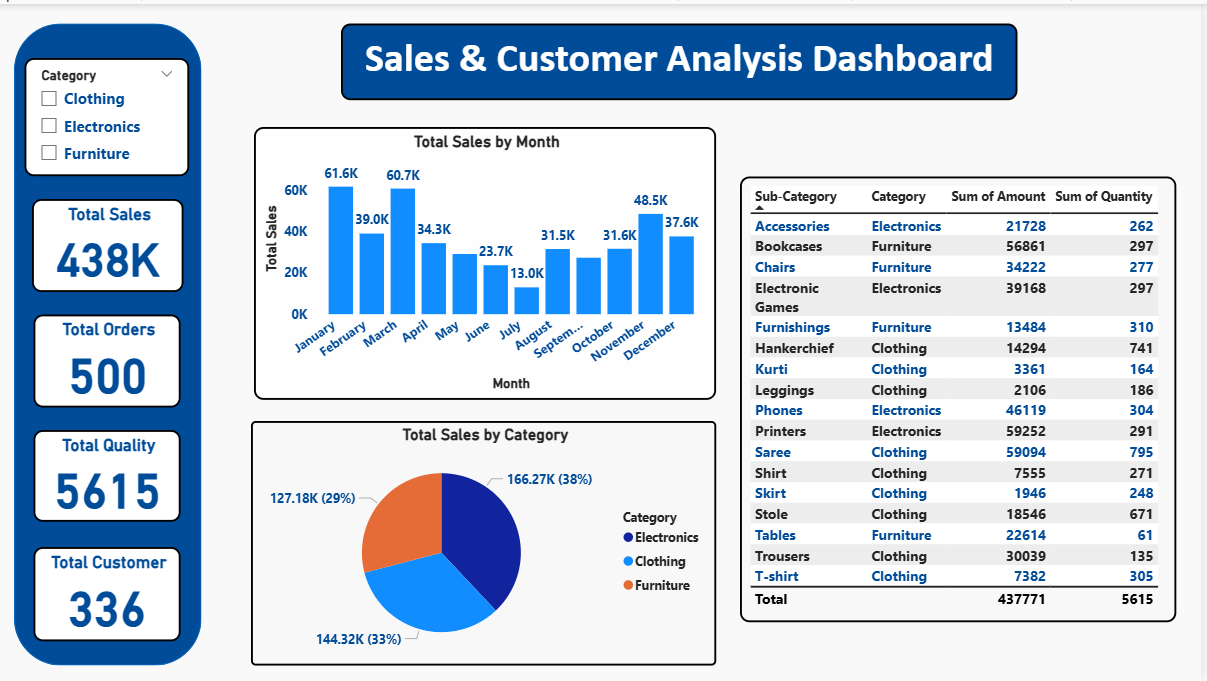 Sales & Customer Analysis Dashboard
Category
Clothing
Electronics
Furniture
Total Sales
438K
Total Orders
500
Total Quality
5615
Total Customer
336
Total Sales by Month
Total Sales
60K
40K
20K
0K
61.6K
39.0K
60.7K
34.3K
23.7K
13.0K
31.5K
31.6K
48.5K
37.6K
January
February
March
April
May
June
July
August
Septem...
October
November
December
Month
Total Sales by Category
166.27K (38%)
127.18K (29%)
144.32K (33%)
Category
Electronics
Clothing
Furniture
Sub-Category Category Sum of Amount Sum of Quantity
Accessories Electronics 21728 262
Bookcases Furniture 56861 297
Chairs Furniture 34222 277
Electronic Electronics 39168 297
Games
Furnishings Furniture 13484 310
Hankerchief Clothing 14294 741
Kurti Clothing 3361 164
Leggings Clothing 2106 186
Phones Electronics 46119 304
Printers Electronics 59252 291
Saree Clothing 59094 795
Shirt Clothing 7555 271
Skirt Clothing 1946 248
Stole Clothing 18546 671
Tables Furniture 22614 61
Trousers Clothing 30039 135
T-shirt Clothing 7382 305
Total 437771 5615